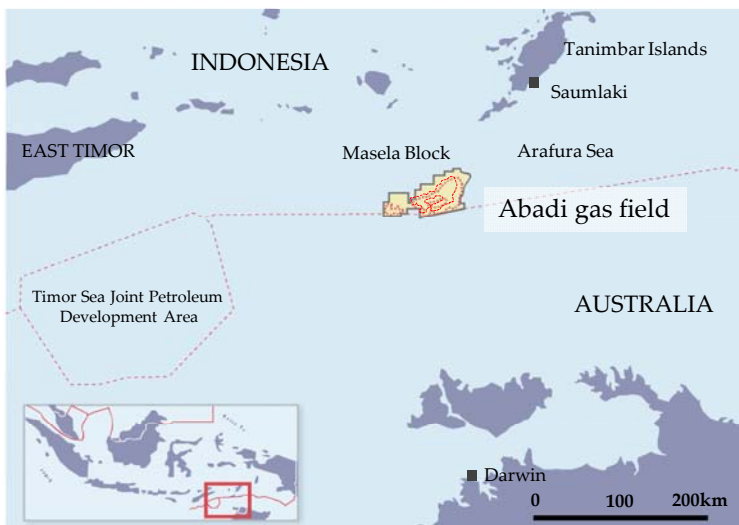 INDONESIA
Tanimbar Islands
Saumlaki
EAST TIMOR
Masela Block
Arafura Sea
Abadi gas field
Timor Sea Joint Petroleum
Development Area
AUSTRALIA
Darwin
0 100 200km